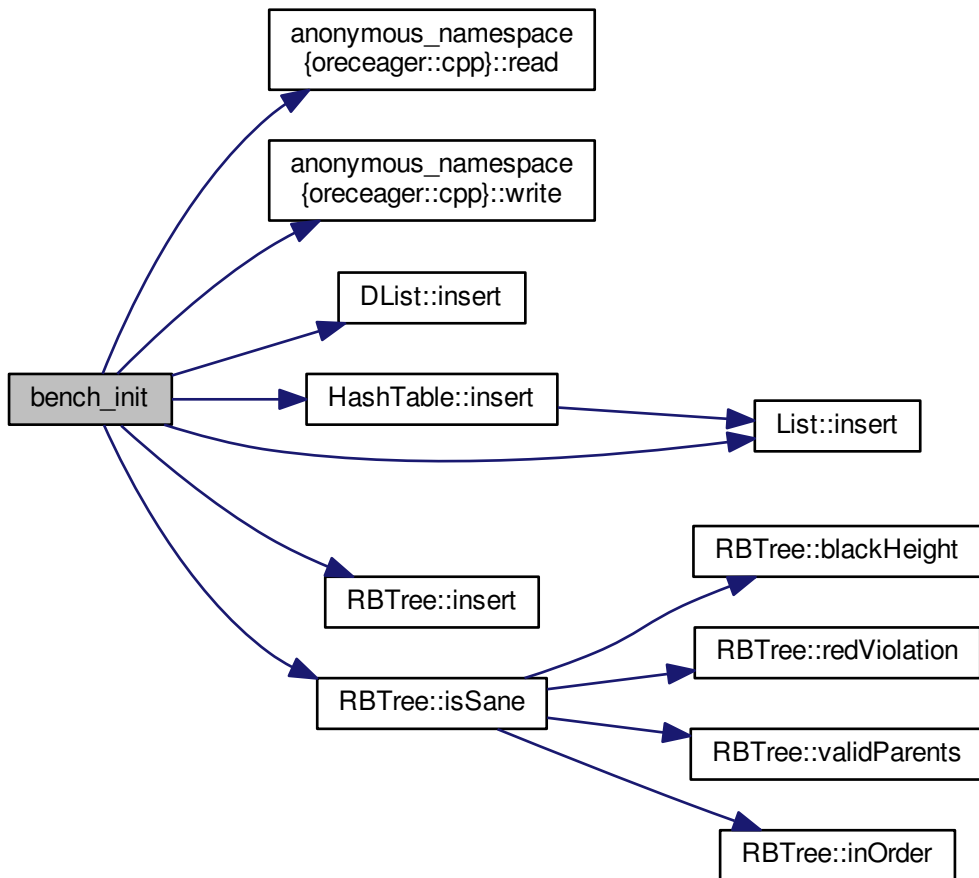 anonymous_namespace
{oreceager::cpp}::read
anonymous_namespace
{oreceager::cpp}::write
DList::insert
bench_init
HashTable::insert
List::insert
RBTree::blackHeight
RBTree::insert
RBTree::redViolation
RBTree::isSane
RBTree::validParents
RBTree::inOrder